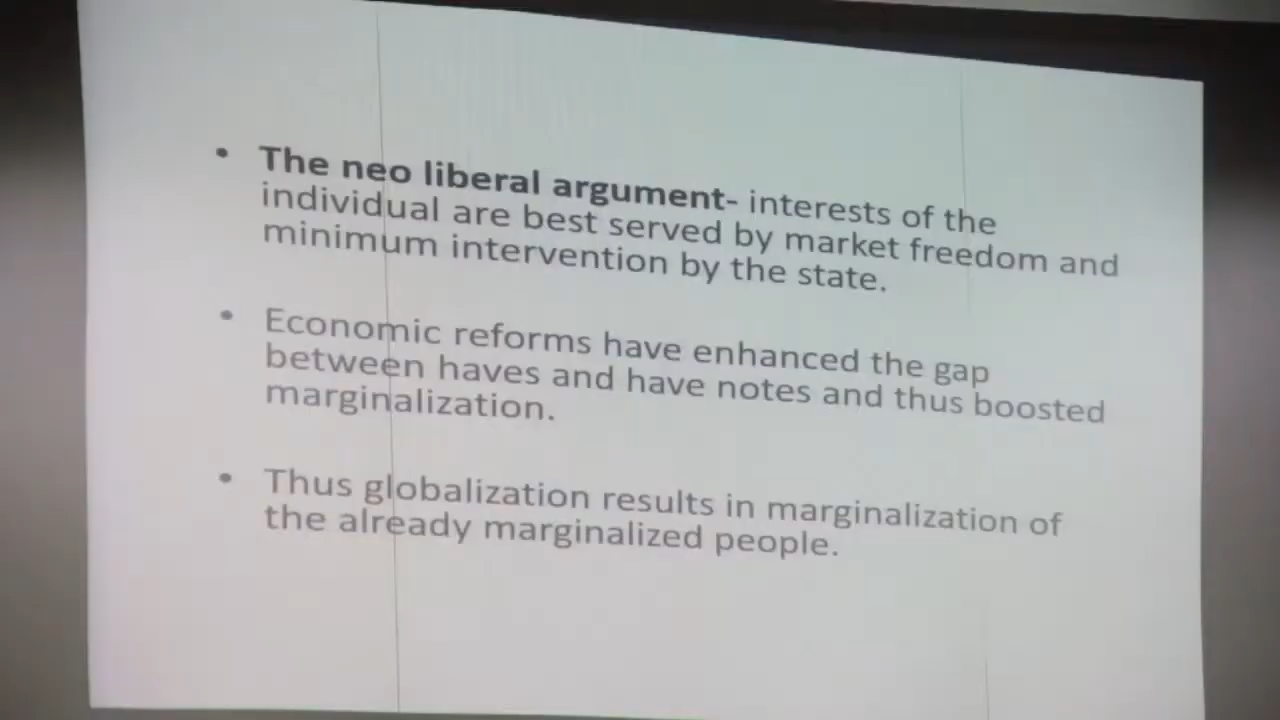 • The neo liberal argument- interests of the
individual are best served by market freedom and
minimum intervention by the state.
• Economic reforms have enhanced the gap
between haves and have notes and thus boosted
marginalization.
• Thus globalization results in marginalization of
the already marginalized people.